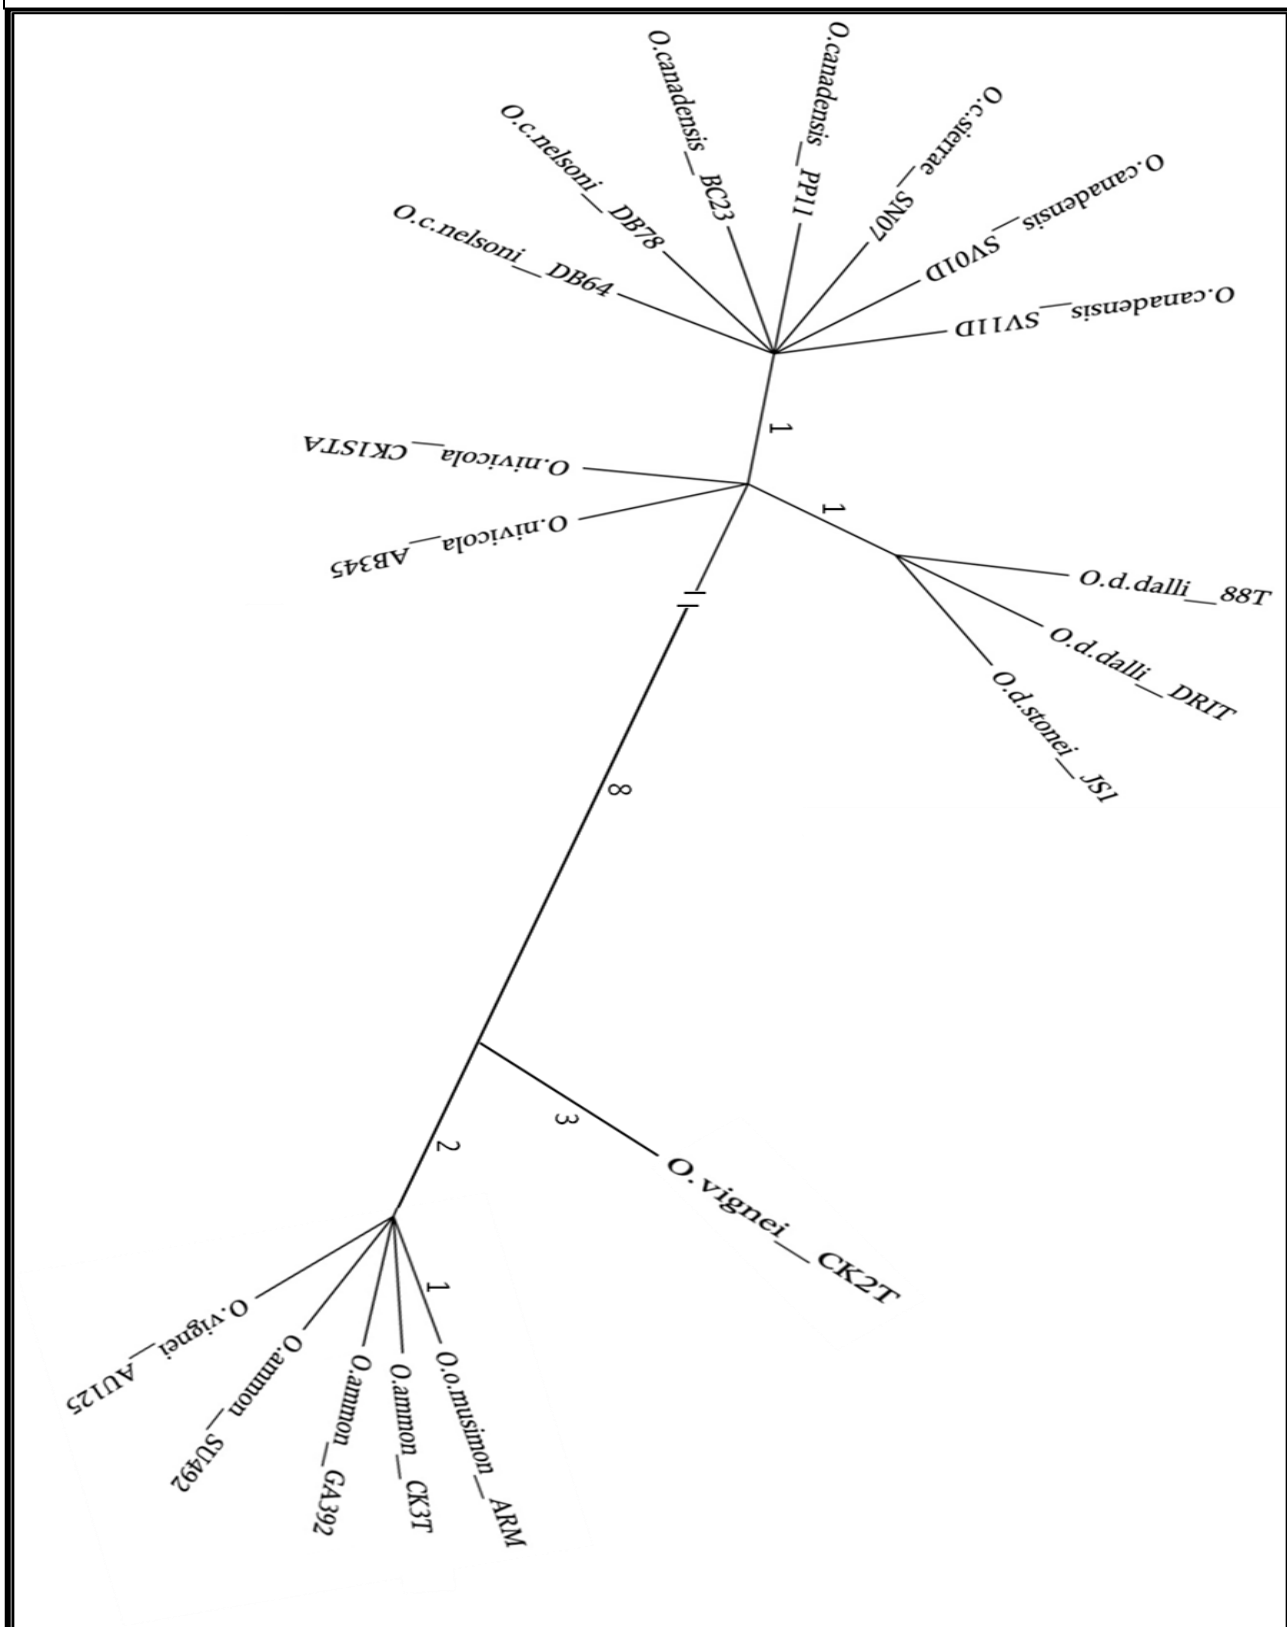 O.canadensis__PP11
O.canadensis__BC23
O.c.sierrae__SN07
O.c.nelsoni__DB78
O.canadensis__SV01D
O.c.nelsoni__DB64
O.canadensis__SV11D
1
O.nivicola__CK1STA
1
O.nivicola__AB345
O.d.dalli__88T
O.d.dalli__DRIT
O.d.stonei__JS1
8
3
2
O.vignei__CK2T
1
O.vignei__AU125
O.ammon__SU492
O.ammon__GA392
O.ammon__CK3T
O.o.musimon__ARM